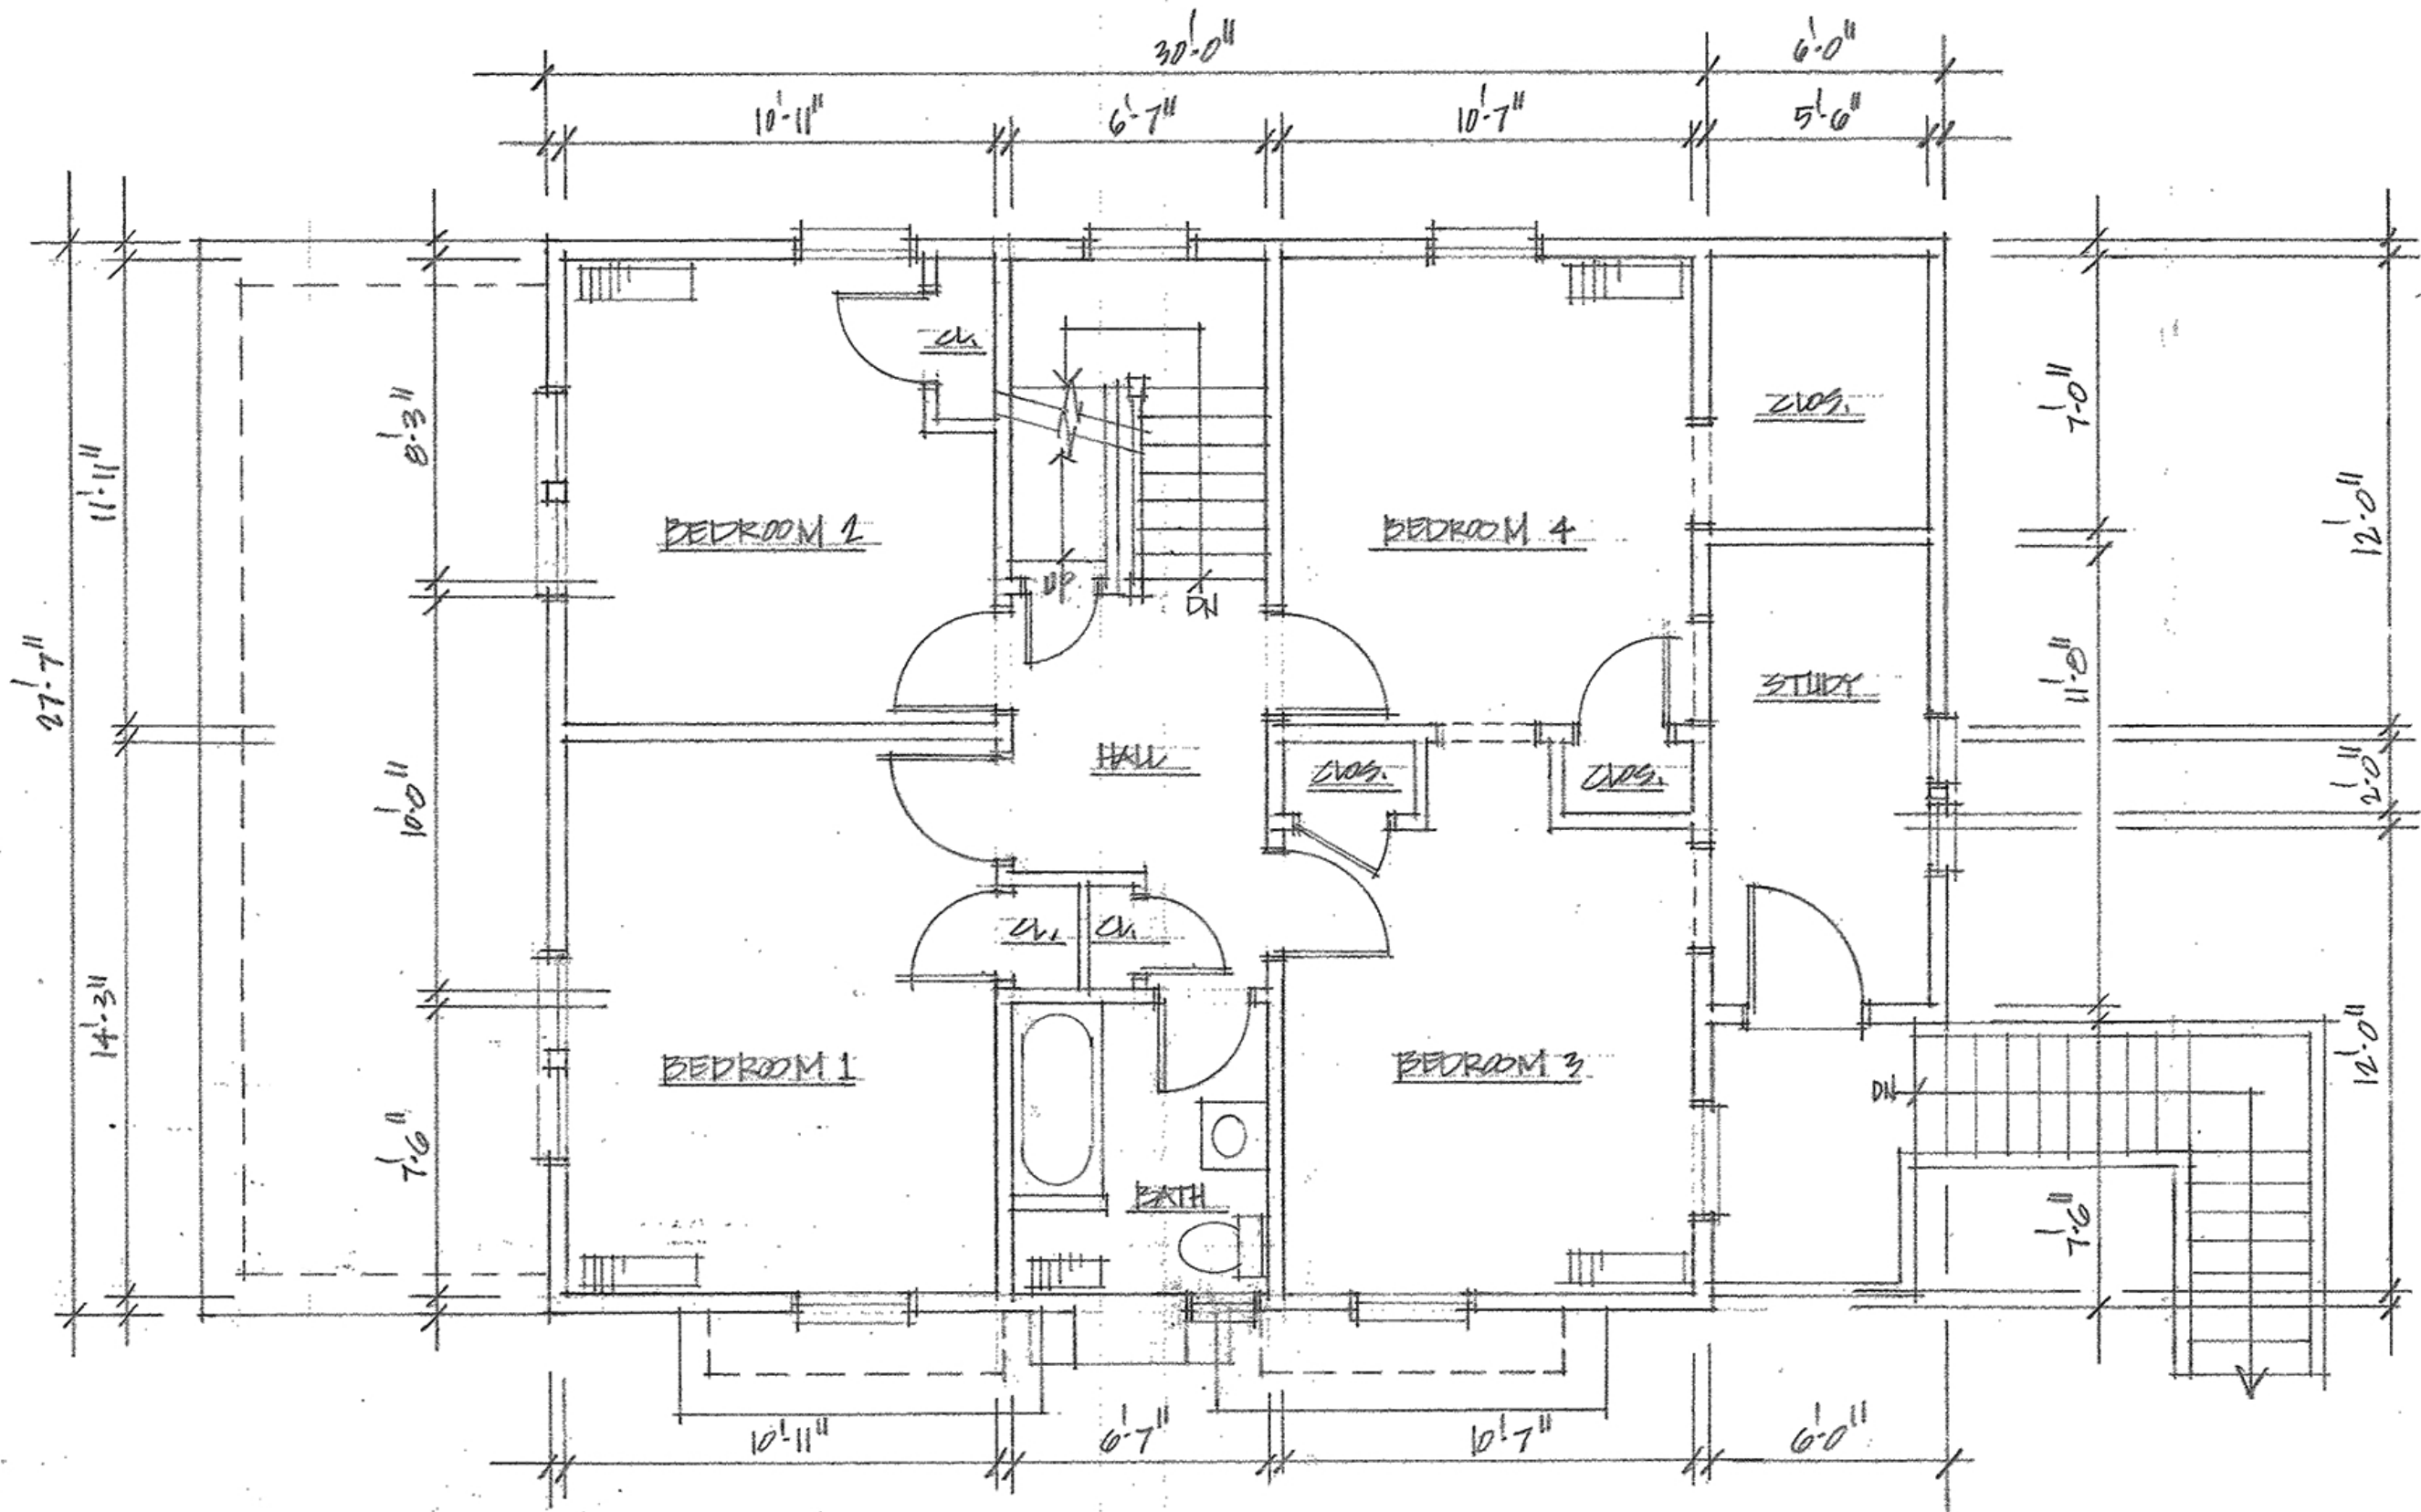 30'-0" 6'-0"
10'-11" 6'-7" 10'-7" 5'-6"
CL.
CLOS.
8'-3"
7'-0"
11'-11"
12'-0"
BEDROOM 2
BEDROOM 4
UP
DN
27'-7"
STUDY
11'-0"
HALL
CLOS.
CLOS.
10'-0"
2'-0"
CL. CL.
14'-3"
BEDROOM 1
BEDROOM 3
DN
12'-0"
7'-6"
BATH
7'-6"
10'-11" 6'-7" 10'-7" 6'-0"